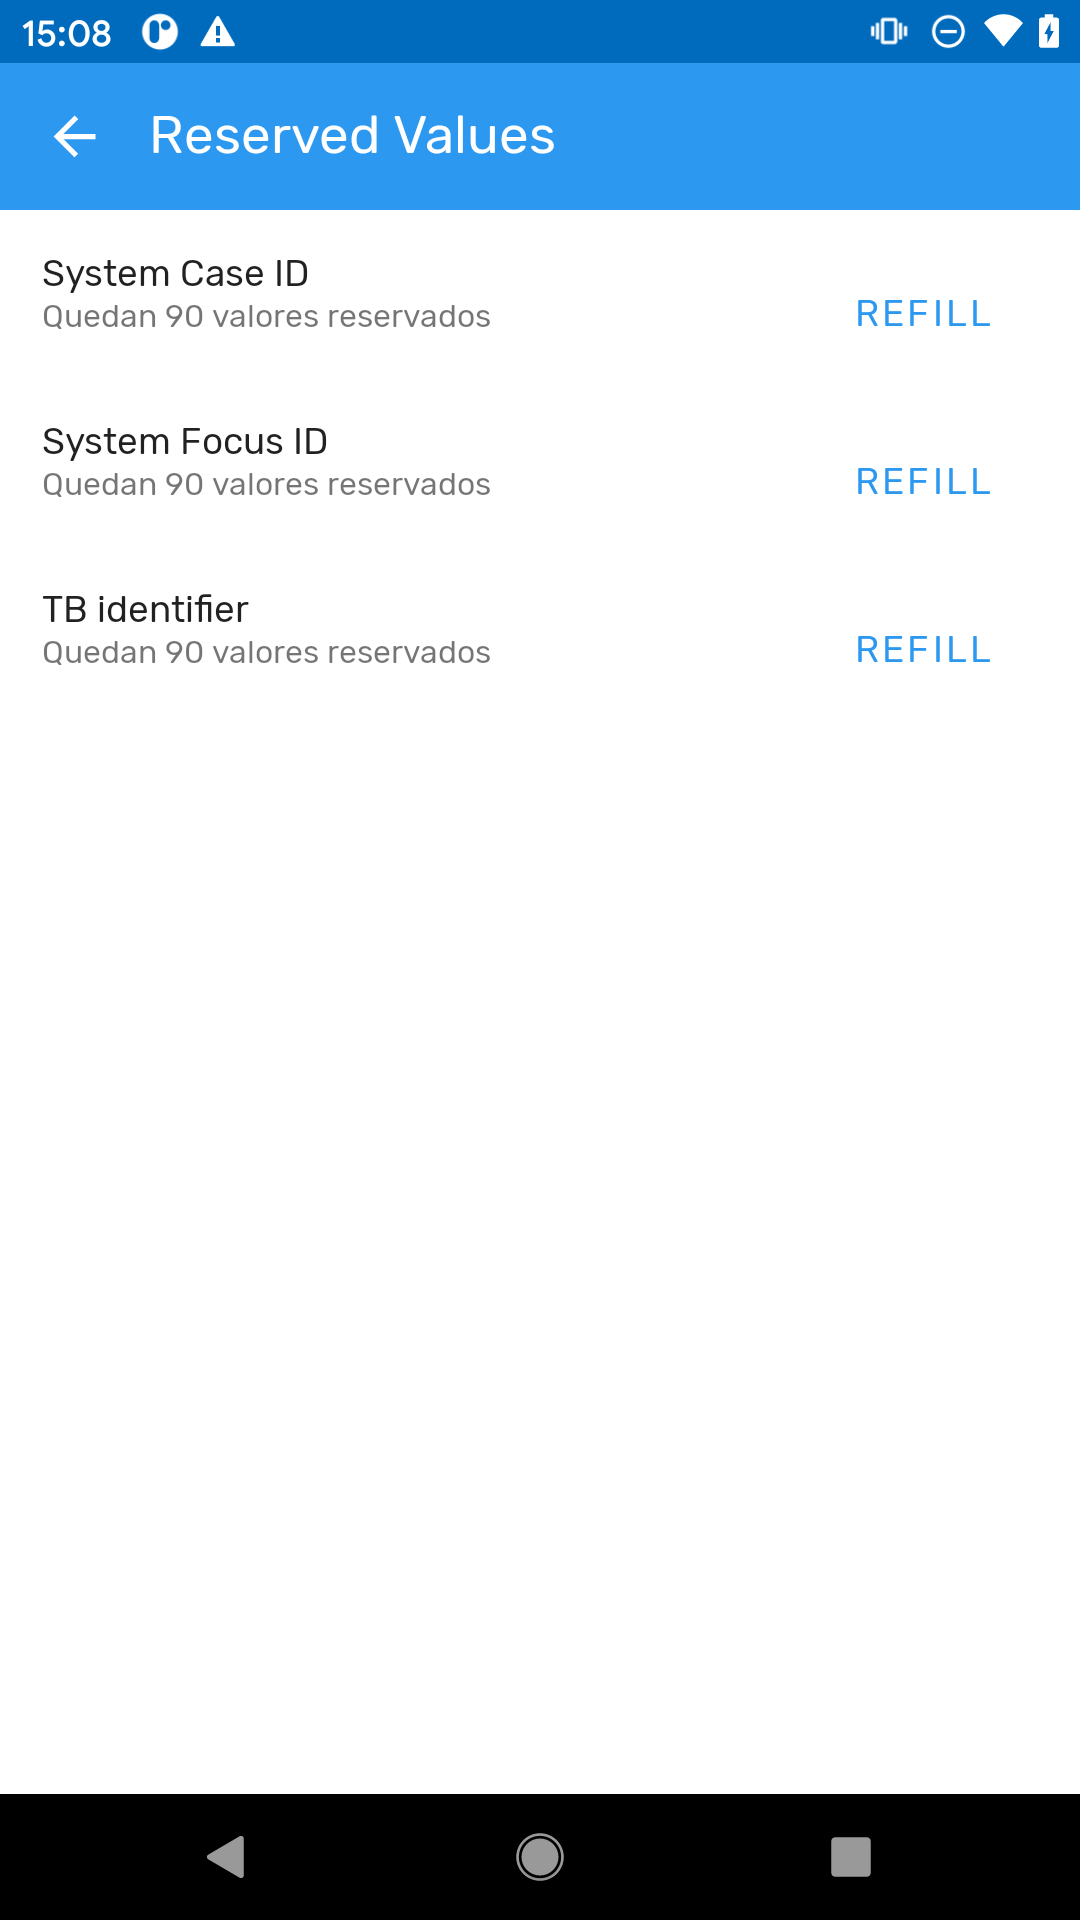 15:08
Reserved Values
System Case ID
Quedan 90 valores reservados
REFILL
System Focus ID
Quedan 90 valores reservados
REFILL
TB identifier
Quedan 90 valores reservados
REFILL